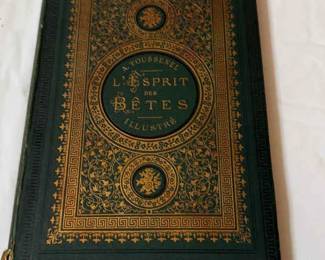 A. TOUSSENEL
L'ESPRIT
DES
BÊTES
ILLUSTRÉ